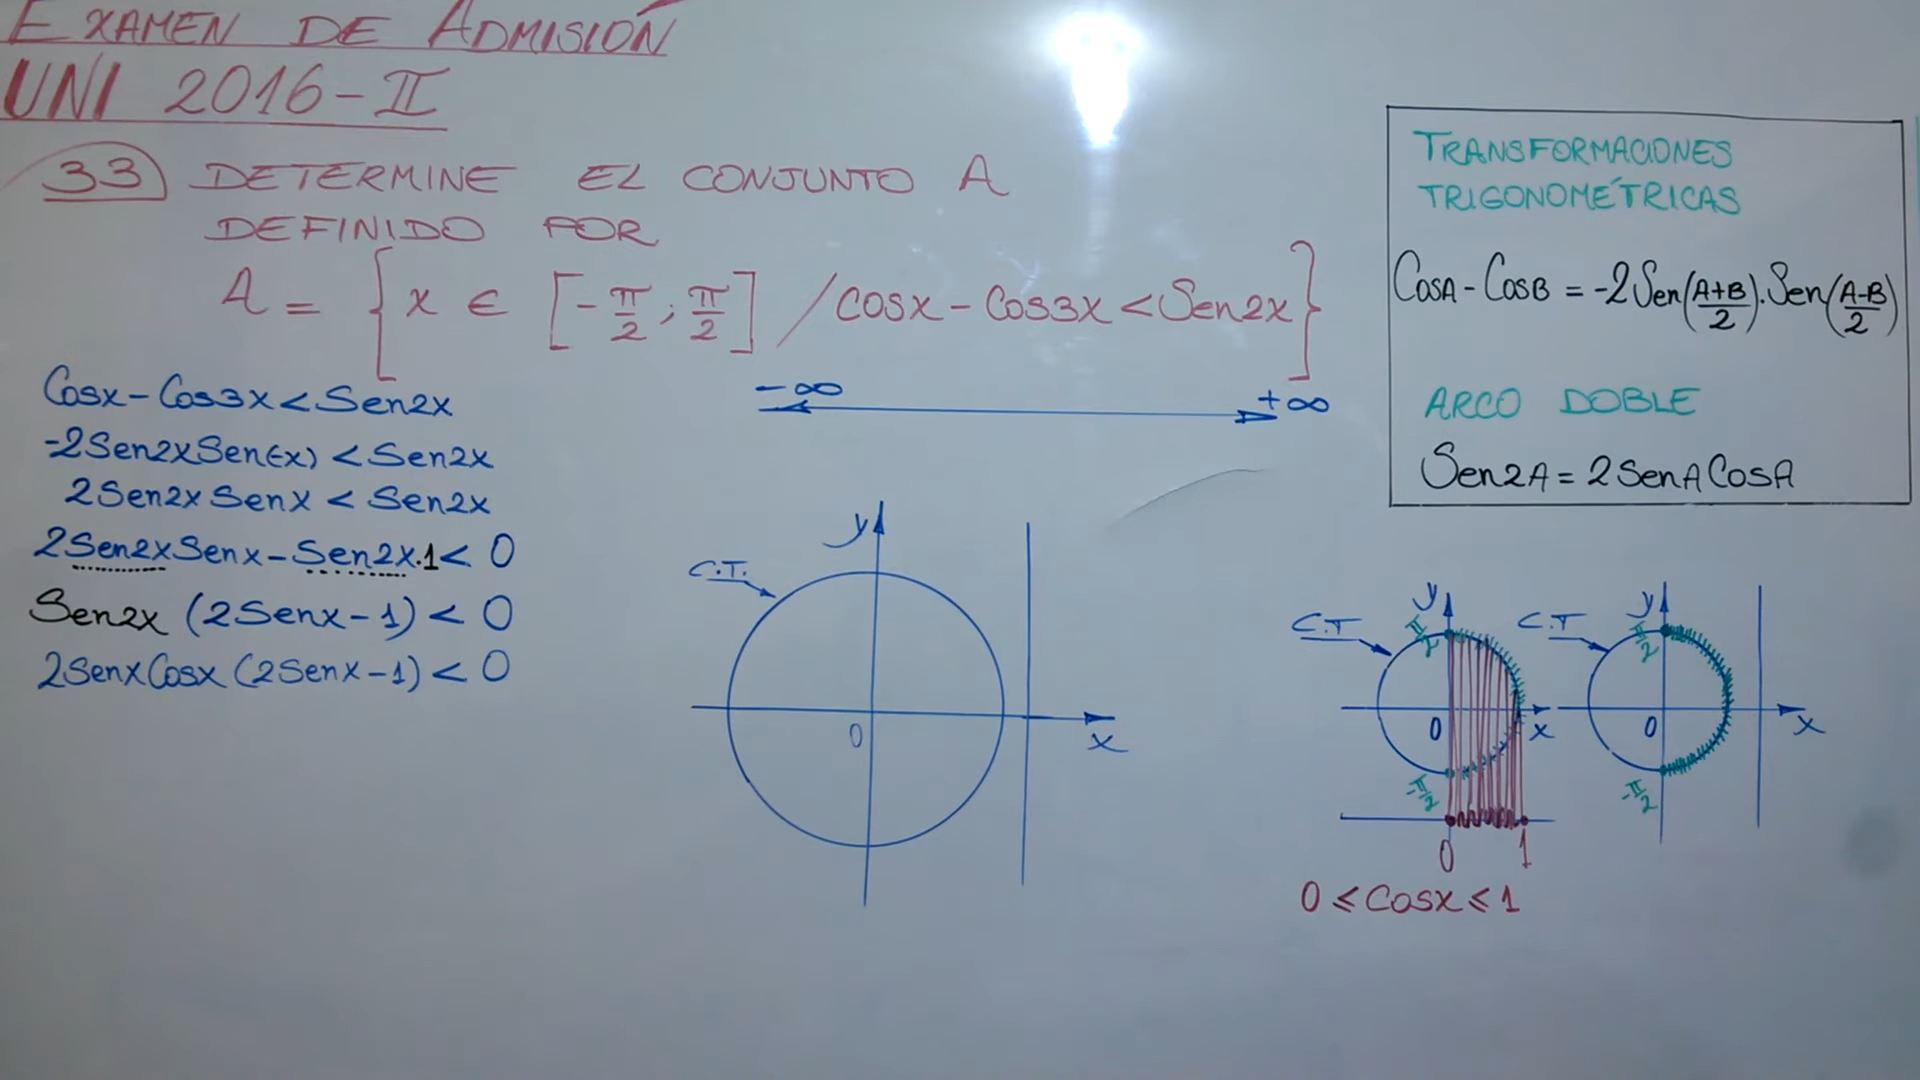 EXAMEN DE ADMISIÓN
UNI 2016-II
33 DETERMINE EL CONJUNTO A
DEFINIDO POR
A = { x ∈ [-π/2 ; π/2] / cosx - Cos3x < Sen2x }
Cosx - Cos3x < Sen2x
-2Sen2xSen(-x) < Sen2x
2Sen2xSenx < Sen2x
2Sen2xSenx - Sen2x.1 < 0
Sen2x (2Senx - 1) < 0
2SenxCosx (2Senx - 1) < 0
-∞
+∞
C.T.
y
0
x
TRANSFORMACIONES
TRIGONOMÉTRICAS
CosA - CosB = -2Sen(A+B/2).Sen(A-B/2)
ARCO DOBLE
Sen2A = 2SenACosA
C.T
y
π/2
0
x
-π/2
0
1
0 ≤ Cosx ≤ 1
C.T
y
π/2
0
x
-π/2